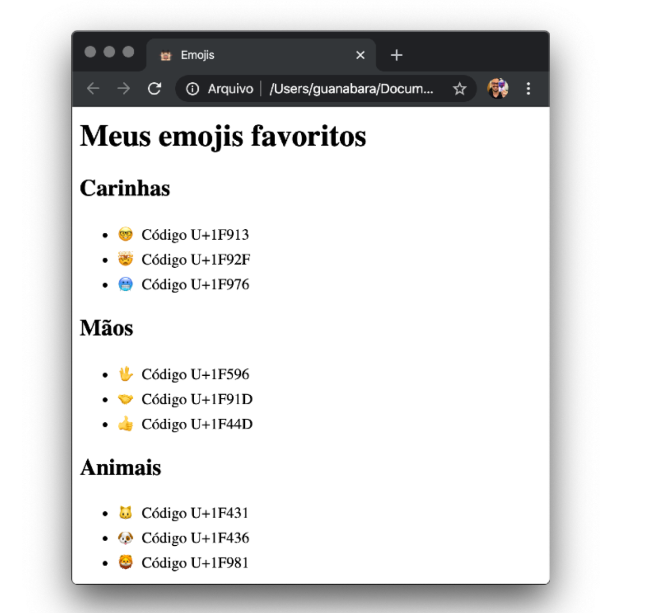 Emojis
Arquivo | /Users/guanabara/Docum...
Meus emojis favoritos
Carinhas
• 🤓 Código U+1F913
• 🤯 Código U+1F92F
• 🥶 Código U+1F976
Mãos
• 🖖 Código U+1F596
• 🤝 Código U+1F91D
• 👍 Código U+1F44D
Animais
• 🐱 Código U+1F431
• 🐶 Código U+1F436
• 🦁 Código U+1F981